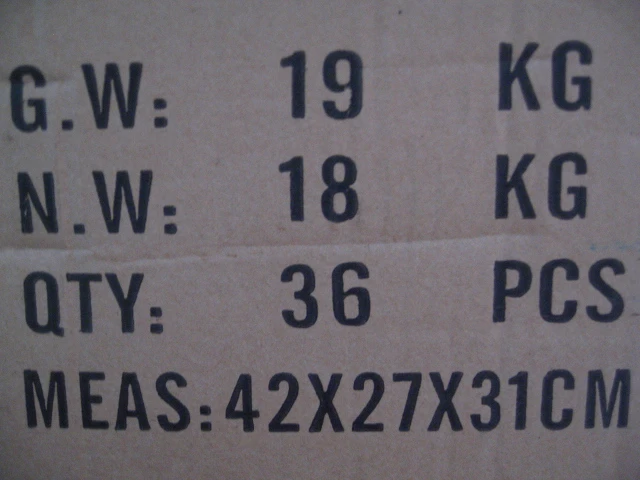 G.W: 19 KG
N.W: 18 KG
QTY: 36 PCS
MEAS:42X27X31CM